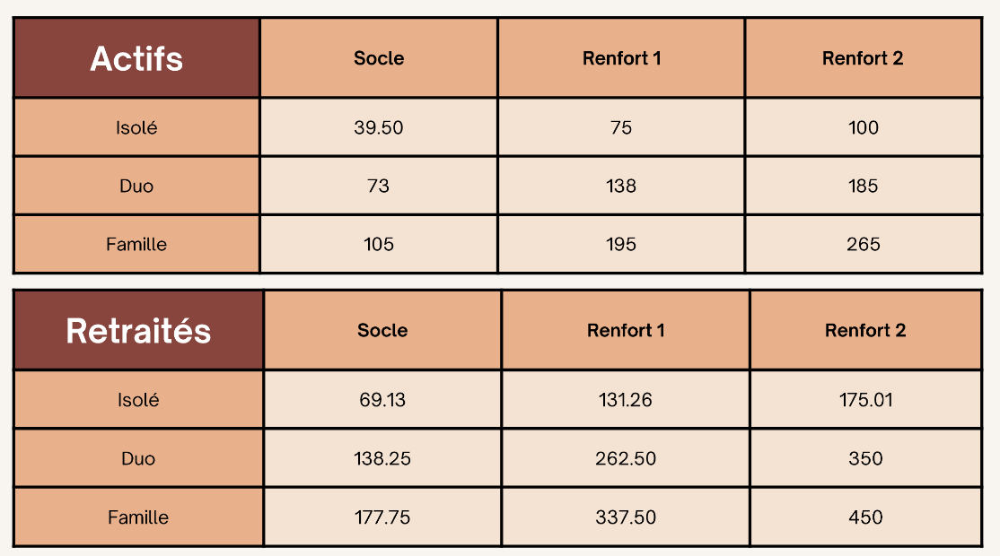 Actifs Socle Renfort 1 Renfort 2
Isolé 39.50 75 100
Duo 73 138 185
Famille 105 195 265
Retraités Socle Renfort 1 Renfort 2
Isolé 69.13 131.26 175.01
Duo 138.25 262.50 350
Famille 177.75 337.50 450